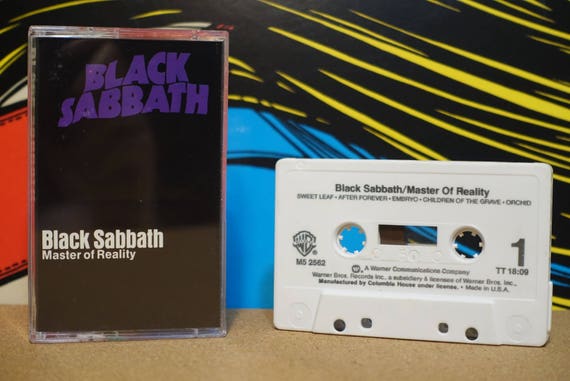 BLACK
SABBATH
Black Sabbath
Master of Reality
Black Sabbath/Master Of Reality
SWEET LEAF • AFTER FOREVER • EMBRYO • CHILDREN OF THE GRAVE • ORCHID
M5 2562
1
TT 18:09
A Warner Communications Company
Warner Bros. Records Inc., a subsidiary & licensee of Warner Bros. Inc.,
Manufactured by Columbia House under license. • Made in U.S.A.